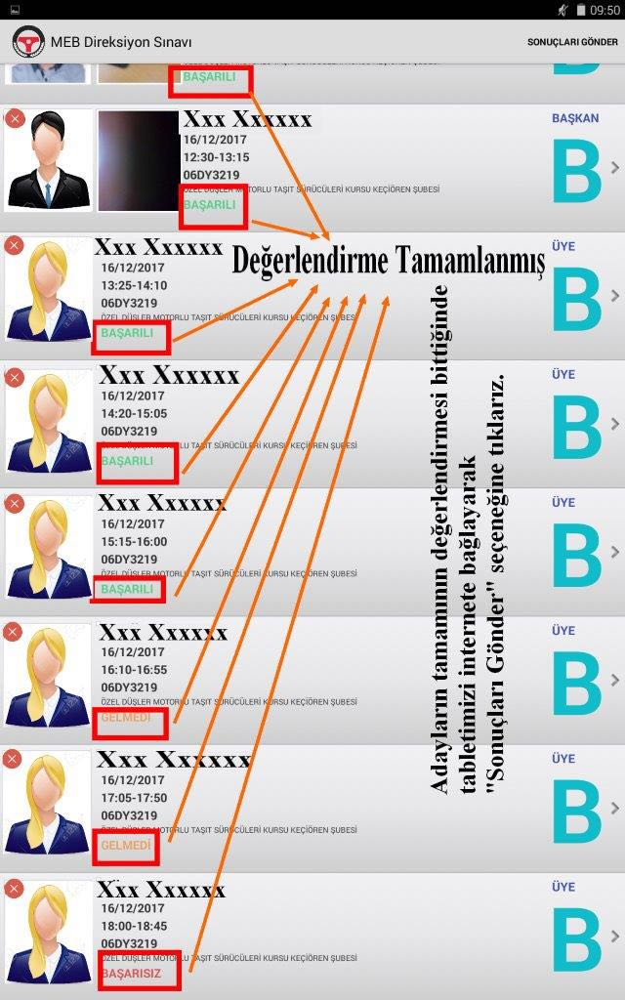 09:50
MEB Direksiyon Sınavı
SONUÇLARI GÖNDER
BAŞARILI
B
Xxx Xxxxxx
BAŞKAN
16/12/2017
12:30-13:15
06DY3219
ÖZEL DÜŞLER MOTORLU TAŞIT SÜRÜCÜLERİ KURSU KEÇİÖREN ŞUBESİ
BAŞARILI
B
Xxx Xxxxxx
ÜYE
16/12/2017
13:25-14:10
06DY3219
ÖZEL DÜŞLER MOTORLU TAŞIT SÜRÜCÜLERİ KURSU KEÇİÖREN ŞUBESİ
BAŞARILI
B
Değerlendirme Tamamlanmış
Adayların tamamının değerlendirmesi bittiğinde
tabletimizi internete bağlayarak
"Sonuçları Gönder" seçeneğine tıklarız.
Xxx Xxxxxx
ÜYE
16/12/2017
14:20-15:05
06DY3219
ÖZEL DÜŞLER MOTORLU TAŞIT SÜRÜCÜLERİ KURSU KEÇİÖREN ŞUBESİ
BAŞARILI
B
Xxx Xxxxxx
ÜYE
16/12/2017
15:15-16:00
06DY3219
ÖZEL DÜŞLER MOTORLU TAŞIT SÜRÜCÜLERİ KURSU KEÇİÖREN ŞUBESİ
BAŞARILI
B
Xxx Xxxxxx
ÜYE
16/12/2017
16:10-16:55
06DY3219
ÖZEL DÜŞLER MOTORLU TAŞIT SÜRÜCÜLERİ KURSU KEÇİÖREN ŞUBESİ
GELMEDİ
B
Xxx Xxxxxx
ÜYE
16/12/2017
17:05-17:50
06DY3219
ÖZEL DÜŞLER MOTORLU TAŞIT SÜRÜCÜLERİ KURSU KEÇİÖREN ŞUBESİ
GELMEDİ
B
Xxx Xxxxxx
ÜYE
16/12/2017
18:00-18:45
06DY3219
ÖZEL DÜŞLER MOTORLU TAŞIT SÜRÜCÜLERİ KURSU KEÇİÖREN ŞUBESİ
BAŞARISIZ
B